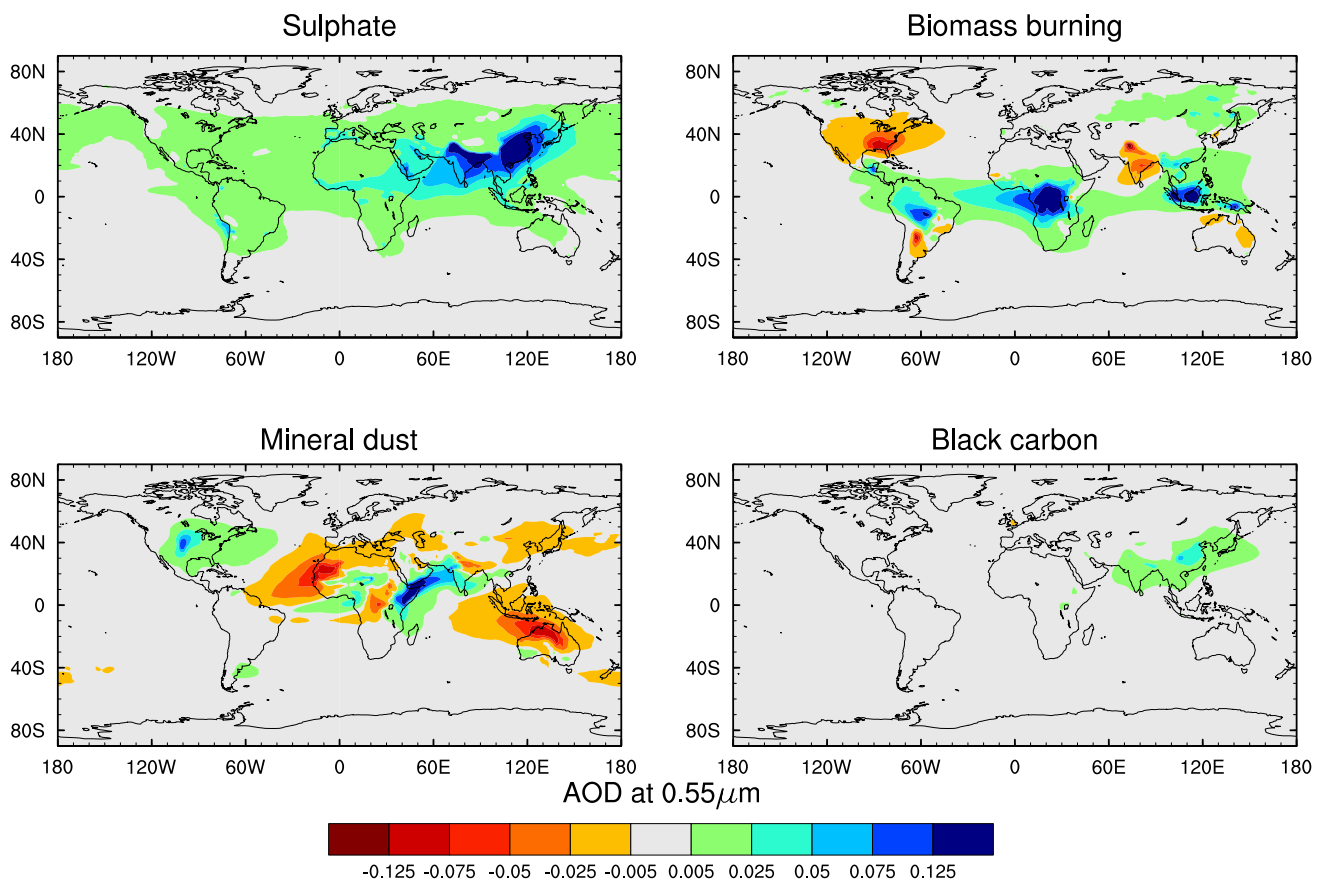 Sulphate
80N
40N
0
40S
80S
180 120W 60W 0 60E 120E 180
Biomass burning
80N
40N
0
40S
80S
180 120W 60W 0 60E 120E 180
Mineral dust
80N
40N
0
40S
80S
180 120W 60W 0 60E 120E 180
Black carbon
80N
40N
0
40S
80S
180 120W 60W 0 60E 120E 180
AOD at 0.55μm
-0.125 -0.075 -0.05 -0.025 -0.005 0.005 0.025 0.05 0.075 0.125